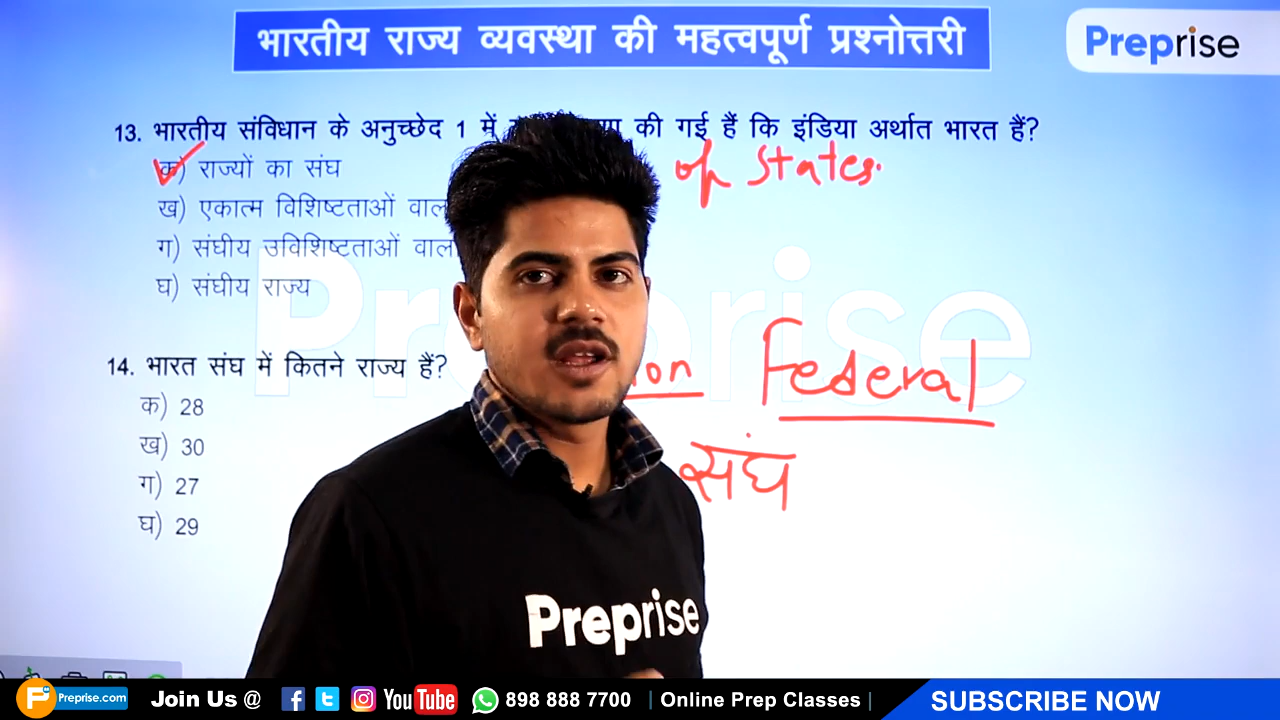 भारतीय राज्य व्यवस्था की महत्वपूर्ण प्रश्नोत्तरी
Preprise
13. भारतीय संविधान के अनुच्छेद 1 में की गई हैं कि इंडिया अर्थात भारत हैं?
क) राज्यों का संघ
of States.
ख) एकात्म विशिष्टताओं
ग) संघीय उविशिष्टताओं
घ) संघीय राज्य
Preprise
14. भारत संघ में कितने राज्य हैं?
Federal
क) 28
ख) 30
संघ
ग) 27
घ) 29
Preprise
Preprise.com Join Us @ YouTube 898 888 7700 | Online Prep Classes | SUBSCRIBE NOW